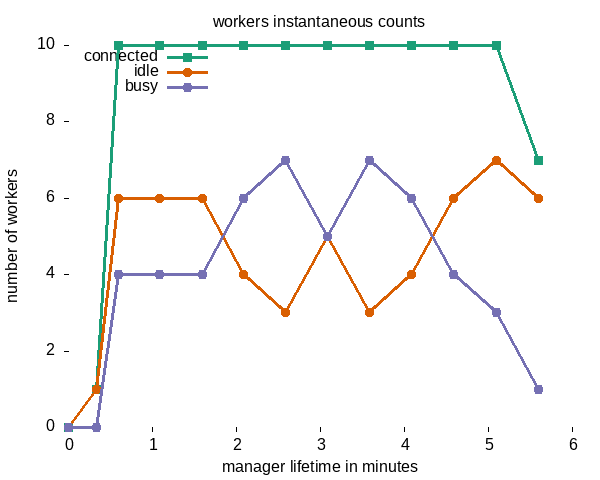 workers instantaneous counts
10
8
6
4
2
0
number of workers
connected
idle
busy
0 1 2 3 4 5 6
manager lifetime in minutes